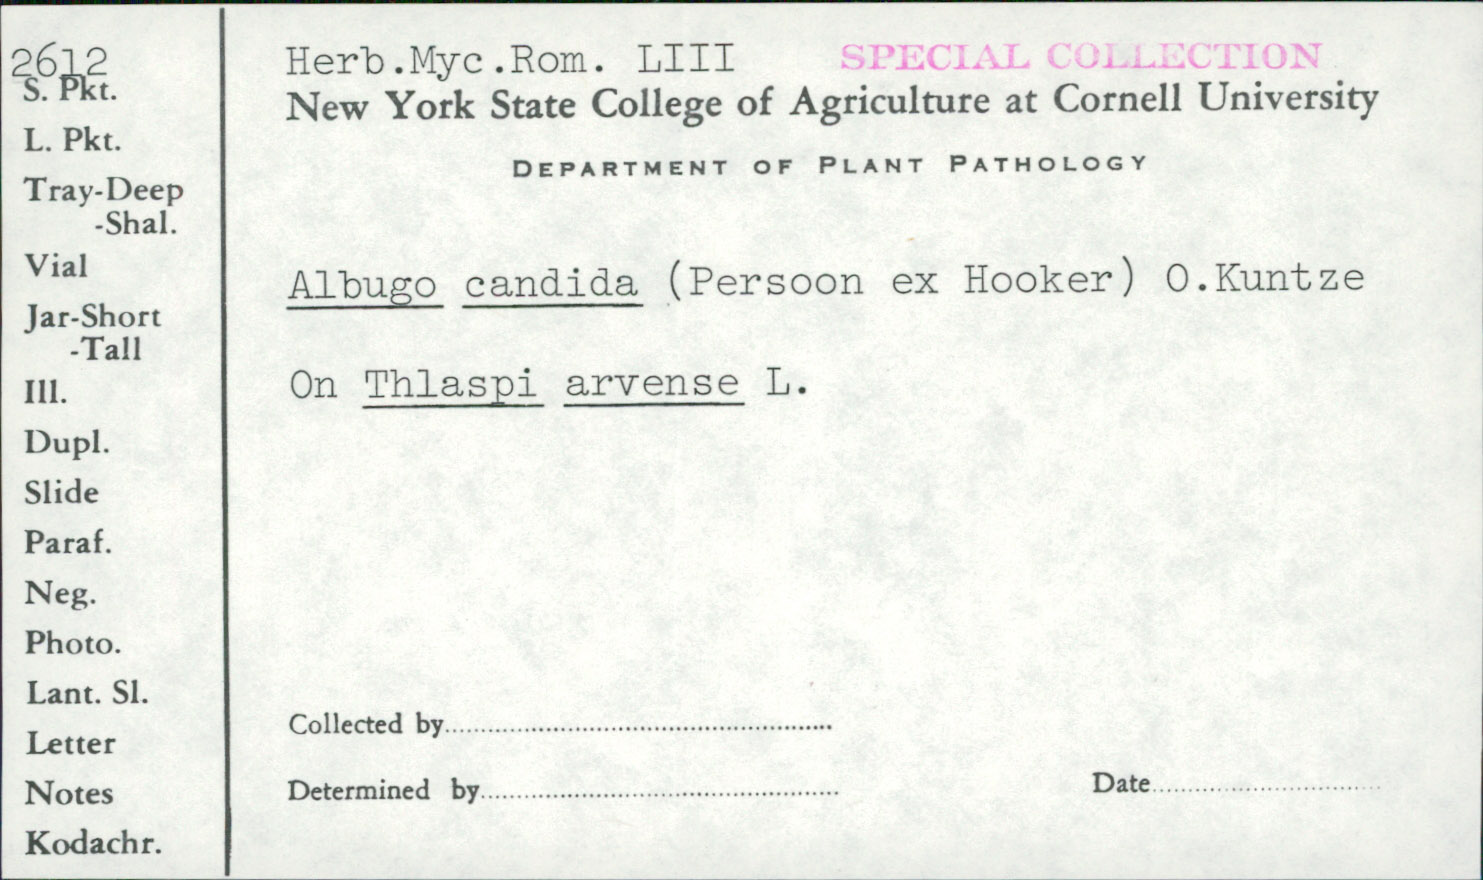 2612
S. Pkt.
L. Pkt.
Tray-Deep
-Shal.
Vial
Jar-Short
-Tall
Ill.
Dupl.
Slide
Paraf.
Neg.
Photo.
Lant. Sl.
Letter
Notes
Kodachr.
Herb.Myc.Rom. LIII SPECIAL COLLECTION
New York State College of Agriculture at Cornell University
DEPARTMENT OF PLANT PATHOLOGY
Albugo candida (Persoon ex Hooker) O.Kuntze
On Thlaspi arvense L.
Collected by
Determined by Date